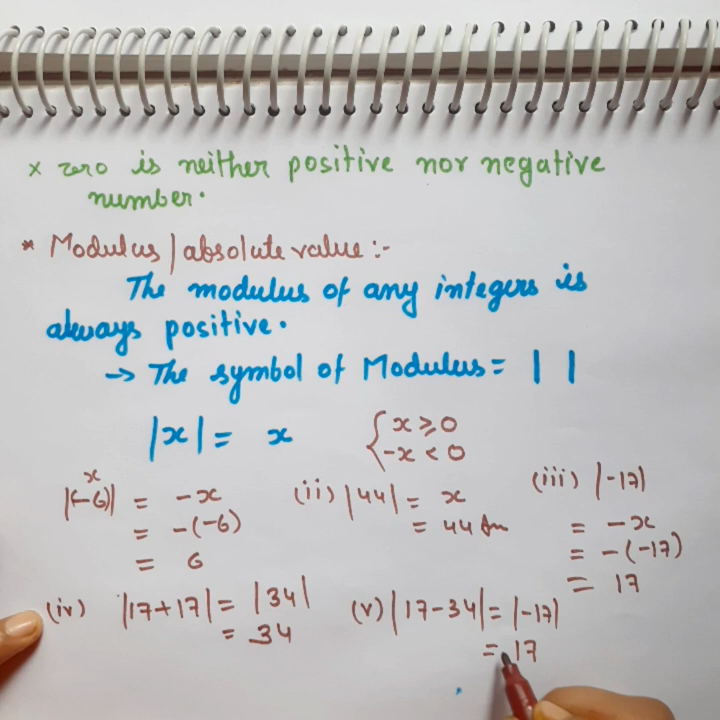 × zero is neither positive nor negative
number.
* Modulus / absolute value :-
The modulus of any integers is
always positive.
→ The symbol of Modulus = | |
|x| = x { x ≥ 0
-x < 0
x
|(-6)| = -x
= -(-6)
= 6
(ii) |44| = x
= 44 Ans
(iii) |-17|
= -x
= -(-17)
= 17
(iv) |17+17| = |34|
= 34
(v) |17-34| = |-17|
= 17